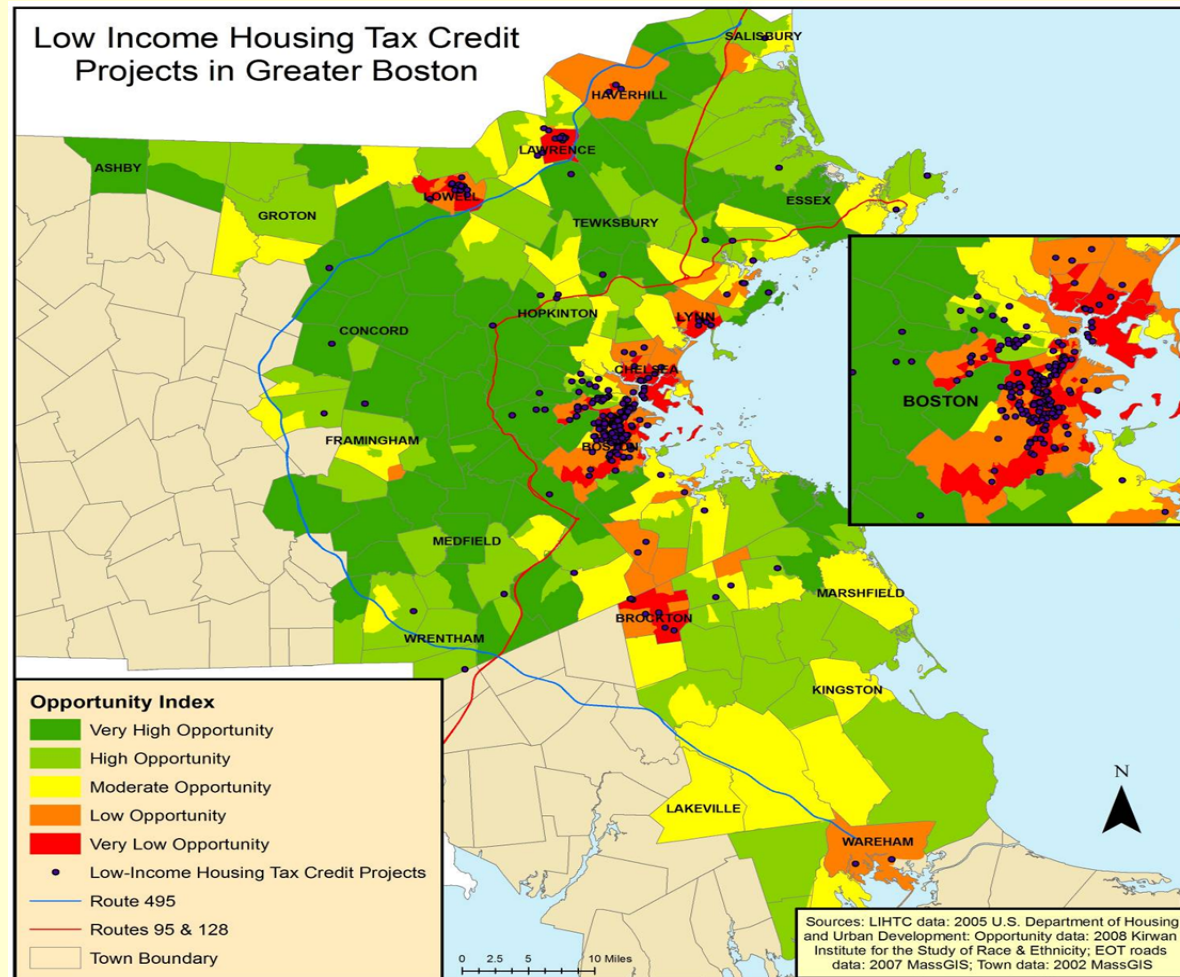 Low Income Housing Tax Credit
Projects in Greater Boston
SALISBURY
HAVERHILL
LAWRENCE
ASHBY
LOWELL
GROTON
ESSEX
TEWKSBURY
HOPKINTON
LYNN
CONCORD
CHELSEA
BOSTON
FRAMINGHAM
BOSTON
MEDFIELD
MARSHFIELD
BROCKTON
WRENTHAM
KINGSTON
LAKEVILLE
WAREHAM
Opportunity Index
Very High Opportunity
High Opportunity
Moderate Opportunity
Low Opportunity
Very Low Opportunity
Low-Income Housing Tax Credit Projects
Route 495
Routes 95 & 128
Town Boundary
0 2.5 5 10 Miles
N
Sources: LIHTC data: 2005 U.S. Department of Housing
and Urban Development: Opportunity data: 2008 Kirwan
Institute for the Study of Race & Ethnicity; EOT roads
data: 2007 MassGIS; Town data: 2002 MassGIS